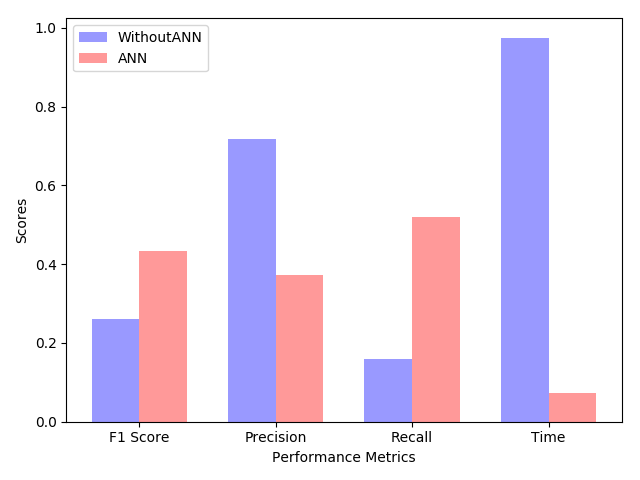 WithoutANN
ANN
1.0
0.8
0.6
0.4
0.2
0.0
Scores
F1 Score Precision Recall Time
Performance Metrics